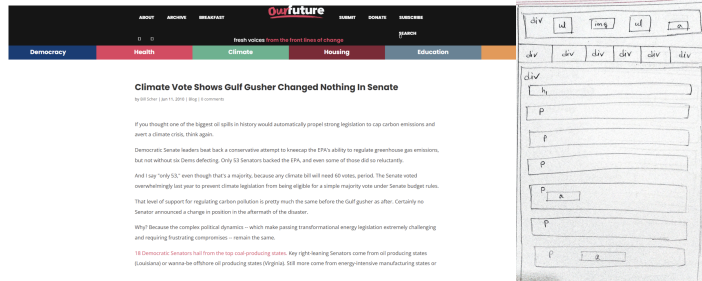 Ourfuture
ABOUT ARCHIVE BREAKFAST SUBMIT DONATE SUBSCRIBE
SEARCH
fresh voices from the front lines of change
Democracy Health Climate Housing Education
Climate Vote Shows Gulf Gusher Changed Nothing In Senate
by Bill Scher | Jun 11, 2010 | Blog | 0 comments
If you thought one of the biggest oil spills in history would automatically propel strong legislation to cap carbon emissions and
avert a climate crisis, think again.
Democratic Senate leaders beat back a conservative attempt to kneecap the EPA's ability to regulate greenhouse gas emissions,
but not without six Dems defecting. Only 53 Senators backed the EPA, and even some of those did so reluctantly.
And I say "only 53," even though that's a majority, because any climate bill will need 60 votes, period. The Senate voted
overwhelmingly last year to prevent climate legislation from being eligible for a simple majority vote under Senate budget rules.
That level of support for regulating carbon pollution is pretty much the same before the Gulf gusher as after. Certainly no
Senator announced a change in position in the aftermath of the disaster.
Why? Because the complex political dynamics -- which make passing transformational energy legislation extremely challenging
and requiring frustrating compromises -- remain the same.
18 Democratic Senators hail from the top coal-producing states. Key right-leaning Senators come from oil producing states
(Louisiana) or wanna-be offshore oil producing states (Virginia). Still more come from energy-intensive manufacturing states or
div ul img ul a
div div div div div
div
h1
P
P
P
P
a
P
P a